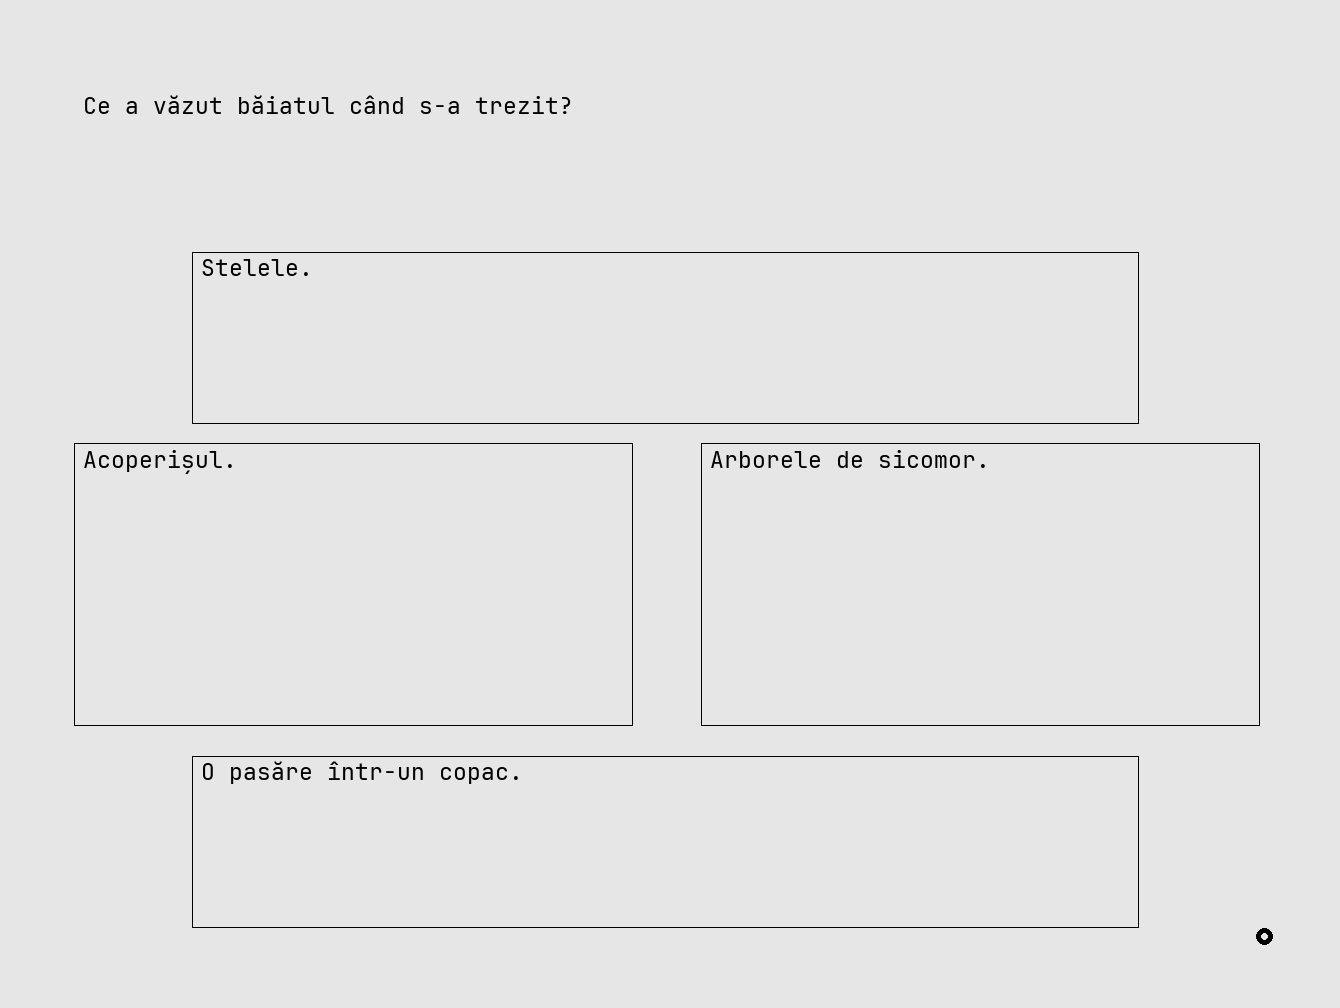 Ce a văzut băiatul când s-a trezit?
Stelele.
Acoperișul.
Arborele de sicomor.
O pasăre într-un copac.